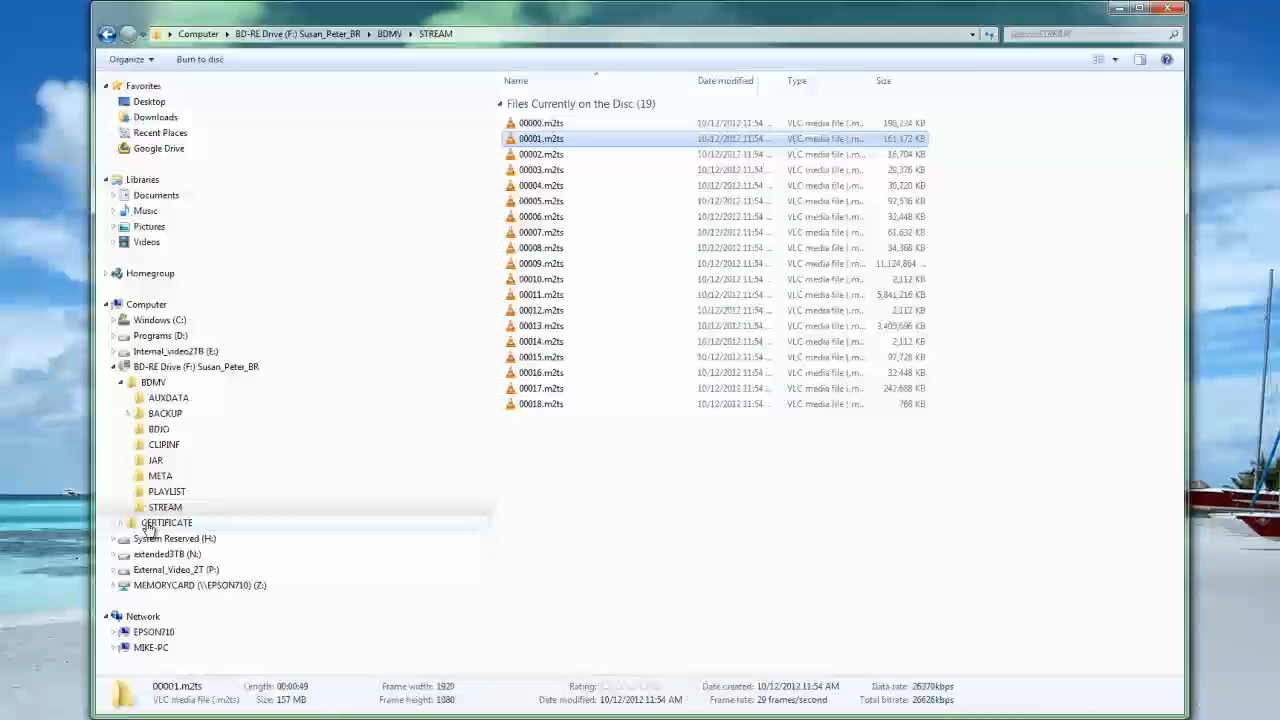 Computer ▸ BD-RE Drive (F:) Susan_Peter_BR ▸ BDMV ▸ STREAM
Organize Burn to disc
Favorites
Desktop
Downloads
Recent Places
Google Drive
Libraries
Documents
Music
Pictures
Videos
Homegroup
Computer
Windows (C:)
Programs (D:)
Internal_video2TB (E:)
BD-RE Drive (F:) Susan_Peter_BR
BDMV
AUXDATA
BACKUP
BDJO
CLIPINF
JAR
META
PLAYLIST
STREAM
CERTIFICATE
System Reserved (H:)
extended3TB (N:)
External_Video_2T (P:)
MEMORYCARD (\\EPSON710) (Z:)
Network
EPSON710
MIKE-PC
Name Date modified Type Size
Files Currently on the Disc (19)
00000.m2ts 10/12/2012 11:54 ... VLC media file (.m... KB
00001.m2ts 10/12/2012 11:54 ... VLC media file (.m... 161,472 KB
00002.m2ts 10/12/2012 11:54 ... VLC media file (.m... 16,704 KB
00003.m2ts 10/12/2012 11:54 ... VLC media file (.m... 29,376 KB
00004.m2ts 10/12/2012 11:54 ... VLC media file (.m... 30,720 KB
00005.m2ts 10/12/2012 11:54 ... VLC media file (.m... 92,536 KB
00006.m2ts 10/12/2012 11:54 ... VLC media file (.m... 32,448 KB
00007.m2ts 10/12/2012 11:54 ... VLC media file (.m... 61,632 KB
00008.m2ts 10/12/2012 11:54 ... VLC media file (.m... 34,368 KB
00009.m2ts 10/12/2012 11:54 ... VLC media file (.m... 11,124,864 ...
00010.m2ts 10/12/2012 11:54 ... VLC media file (.m... 2,112 KB
00011.m2ts 10/12/2012 11:54 ... VLC media file (.m... 5,841,216 KB
00012.m2ts 10/12/2012 11:54 ... VLC media file (.m... 2,112 KB
00013.m2ts 10/12/2012 11:54 ... VLC media file (.m... KB
00014.m2ts 10/12/2012 11:54 ... VLC media file (.m... 2,112 KB
00015.m2ts 10/12/2012 11:54 ... VLC media file (.m... 97,728 KB
00016.m2ts 10/12/2012 11:54 ... VLC media file (.m... 32,448 KB
00017.m2ts 10/12/2012 11:54 ... VLC media file (.m... 242,688 KB
00018.m2ts 10/12/2012 11:54 ... VLC media file (.m... 768 KB
00001.m2ts Length: 00:00:49 Frame width: 1920 Rating: Date created: 10/12/2012 11:54 AM Data rate: 26370kbps
VLC media file (.m2ts) Size: 157 MB Frame height: 1080 Date modified: 10/12/2012 11:54 AM Frame rate: 29 frames/second Total bitrate: 26626kbps